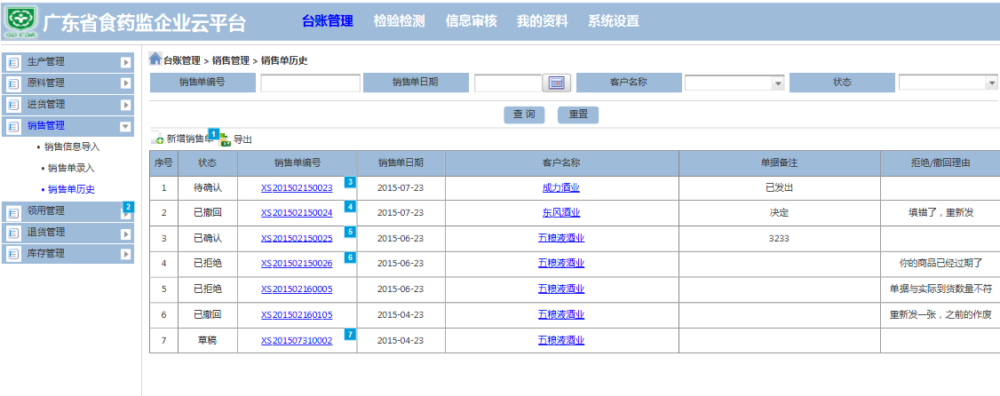 广东省食药监企业云平台
台账管理 检验检测 信息审核 我的资料 系统设置
生产管理
原料管理
进货管理
销售管理
• 销售信息导入
• 销售单录入
• 销售单历史
领用管理 2
退货管理
库存管理
台账管理 > 销售管理 > 销售单历史
销售单编号 销售单日期 客户名称 状态
查 询 重置
新增销售单 1 导出
序号 状态 销售单编号 销售单日期 客户名称 单据备注 拒绝/撤回理由
1 待确认 XS201502150023 3 2015-07-23 成力酒业 已发出
2 已撤回 XS201502150024 4 2015-07-23 东风酒业 决定 填错了，重新发
3 已确认 XS201502150025 5 2015-06-23 五粮液酒业 3233
4 已拒绝 XS201502150026 6 2015-06-23 五粮液酒业 你的商品已经过期了
5 已拒绝 XS201502160005 2015-06-23 五粮液酒业 单据与实际到货数量不符
6 已撤回 XS201502160105 2015-04-23 五粮液酒业 重新发一张，之前的作废
7 草稿 XS201507310002 7 2015-04-23 五粮液酒业